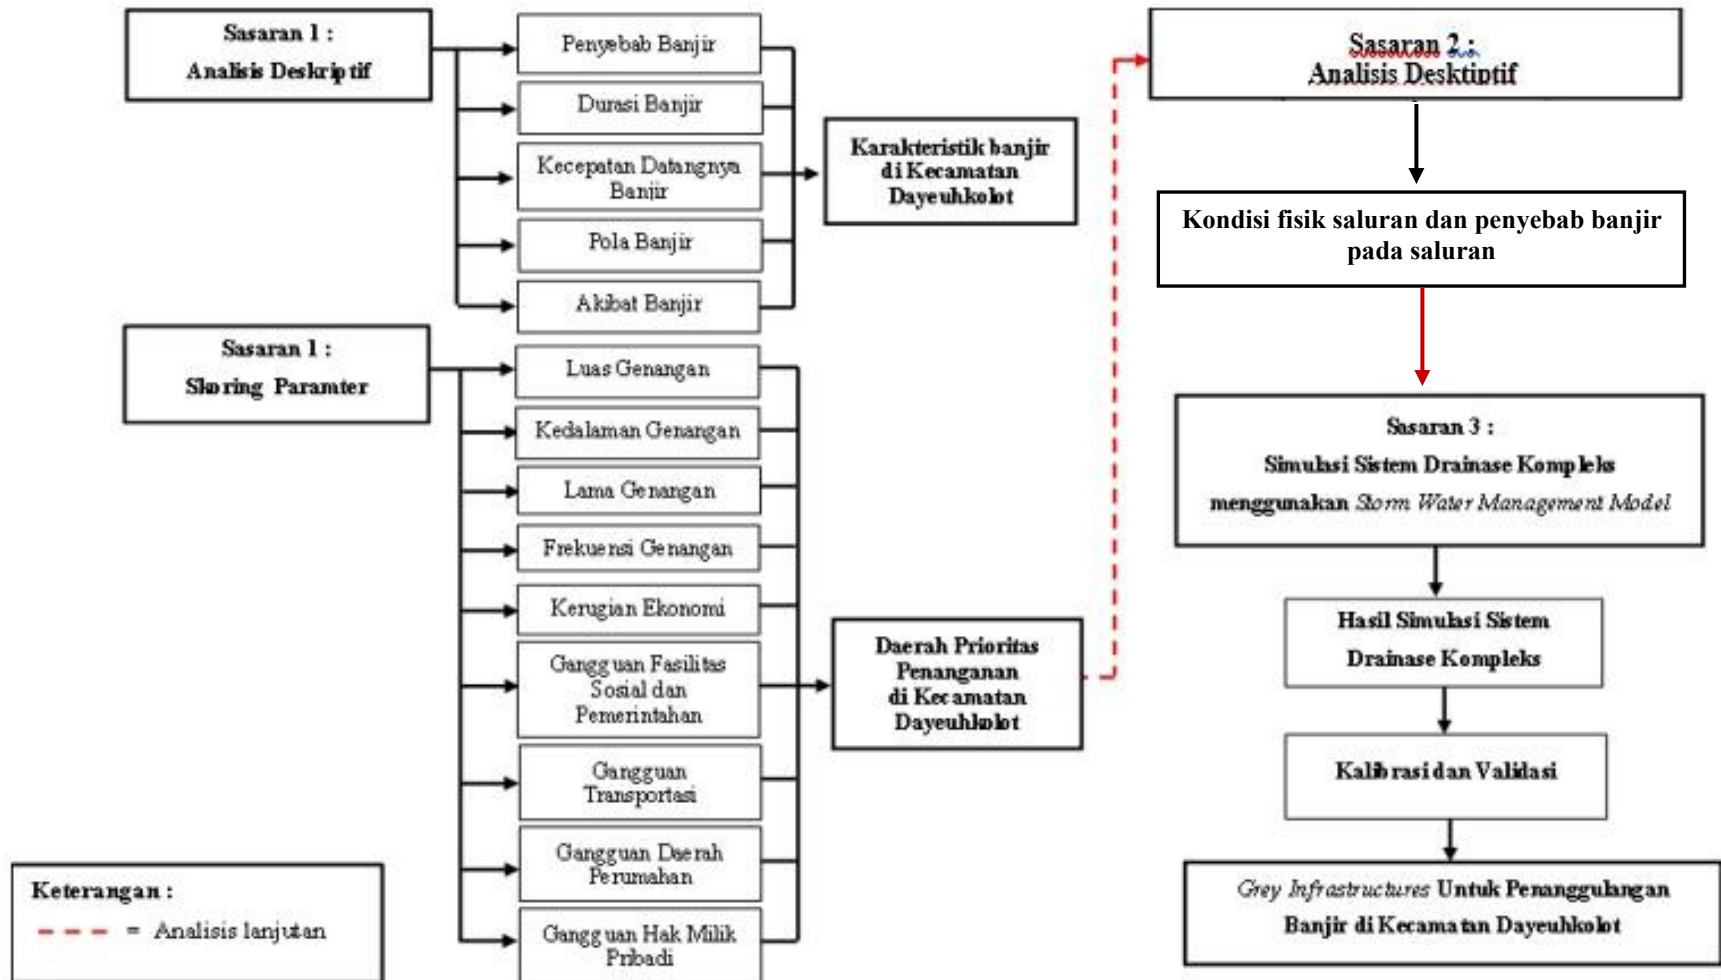 Sasaran 1 :
Analisis Deskriptif
Penyebab Banjir
Durasi Banjir
Kecepatan Datangnya
Banjir
Pola Banjir
Akibat Banjir
Karakteristik banjir
di Kecamatan
Dayeuhkolot
Sasaran 1 :
Skoring Paramter
Luas Genangan
Kedalaman Genangan
Lama Genangan
Frekuensi Genangan
Kerugian Ekonomi
Gangguan Fasilitas
Sosial dan
Pemerintahan
Gangguan
Transportasi
Gangguan Daerah
Perumahan
Gangguan Hak Milik
Pribadi
Daerah Prioritas
Penanganan
di Kecamatan
Dayeuhkolot
Sasaran 2 :
Analisis Desktiptif
Kondisi fisik saluran dan penyebab banjir
pada saluran
Sasaran 3 :
Simulasi Sistem Drainase Kompleks
menggunakan Storm Water Management Model
Hasil Simulasi Sistem
Drainase Kompleks
Kalibrasi dan Validasi
Grey Infrastructures Untuk Penanggulangan
Banjir di Kecamatan Dayeuhkolot
Keterangan :
= Analisis lanjutan